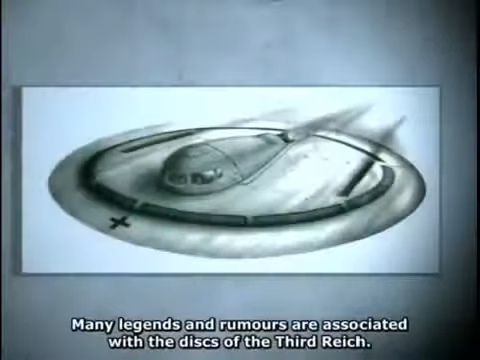 Many legends and rumours are associated
with the discs of the Third Reich.